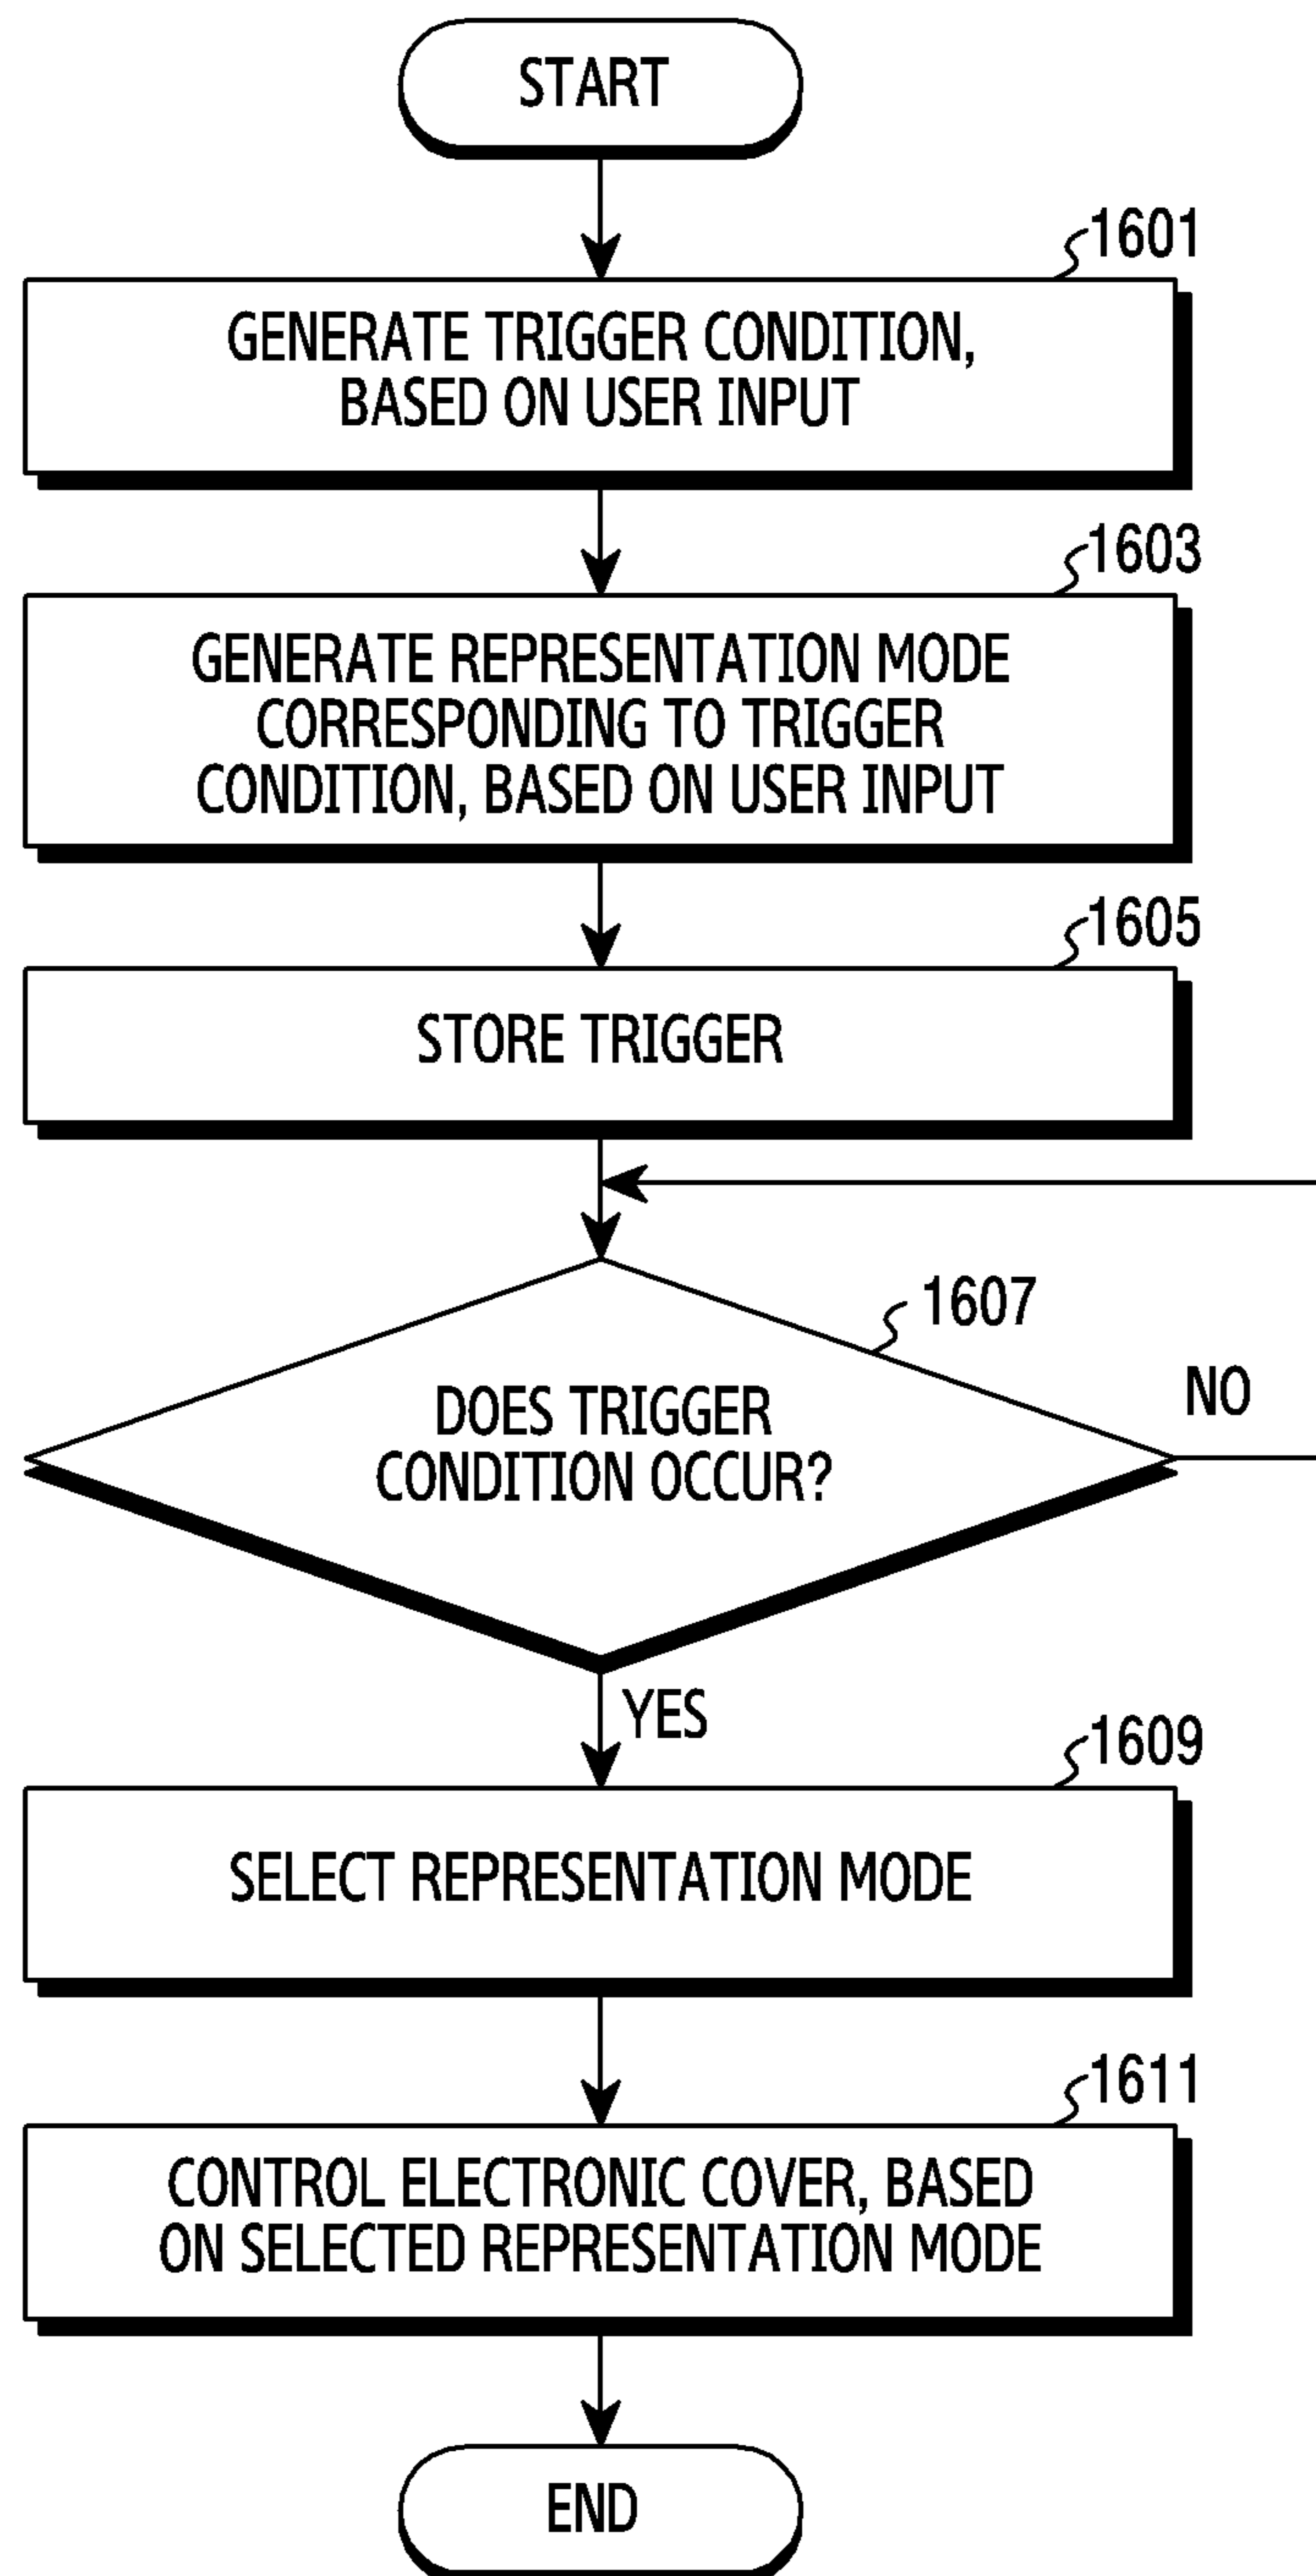 START
1601
GENERATE TRIGGER CONDITION,
BASED ON USER INPUT
1603
GENERATE REPRESENTATION MODE
CORRESPONDING TO TRIGGER
CONDITION, BASED ON USER INPUT
1605
STORE TRIGGER
1607
DOES TRIGGER
CONDITION OCCUR?
NO
YES
1609
SELECT REPRESENTATION MODE
1611
CONTROL ELECTRONIC COVER, BASED
ON SELECTED REPRESENTATION MODE
END